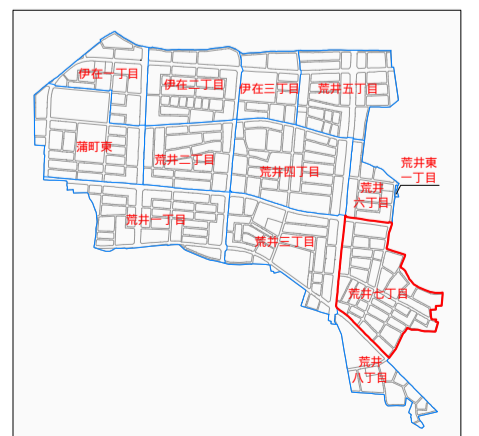 伊在一丁目
伊在二丁目
伊在三丁目
荒井五丁目
蒲町東
荒井二丁目
荒井四丁目
荒井東
一丁目
荒井
六丁目
荒井一丁目
荒井三丁目
荒井七丁目
荒井
八丁目